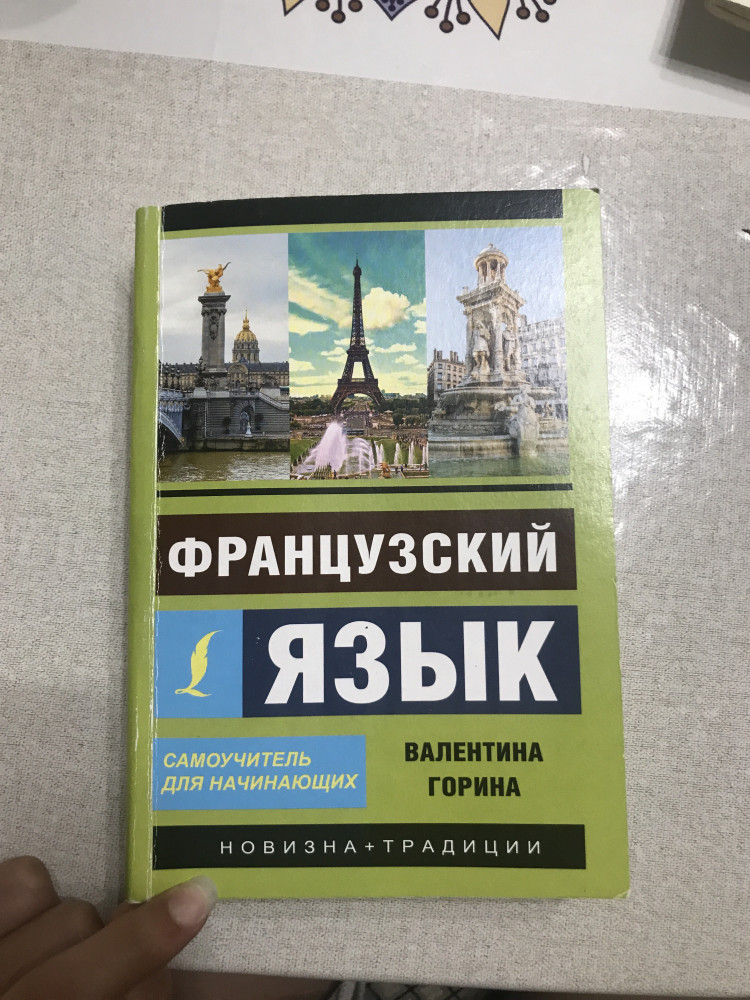 ФРАНЦУЗСКИЙ
ЯЗЫК
САМОУЧИТЕЛЬ
ДЛЯ НАЧИНАЮЩИХ
ВАЛЕНТИНА
ГОРИНА
НОВИЗНА + ТРАДИЦИИ